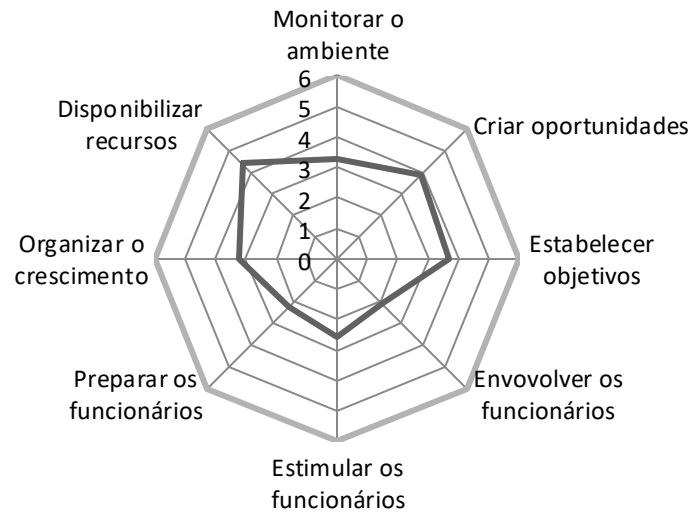 Monitorar o
ambiente
Criar oportunidades
Estabelecer
objetivos
Envovolver os
funcionários
Estimular os
funcionários
Preparar os
funcionários
Organizar o
crescimento
Disponibilizar
recursos
6
5
4
3
2
1
0